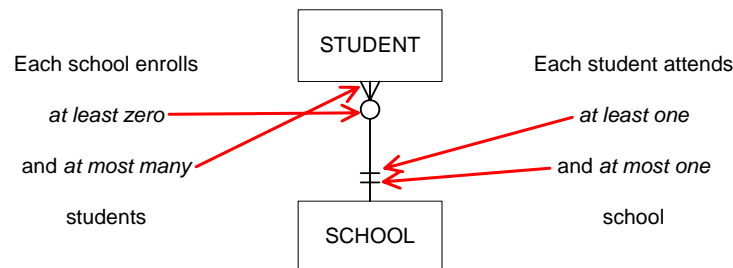 STUDENT
Each school enrolls
at least zero
and at most many
students
Each student attends
at least one
and at most one
school
SCHOOL